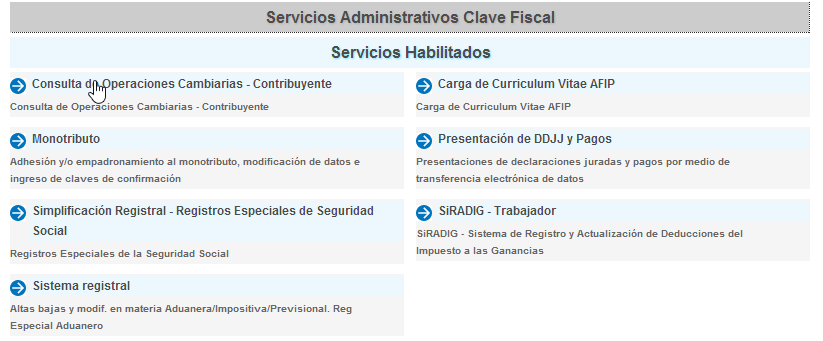 Servicios Administrativos Clave Fiscal
Servicios Habilitados
Consulta de Operaciones Cambiarias - Contribuyente
Consulta de Operaciones Cambiarias - Contribuyente
Carga de Curriculum Vitae AFIP
Carga de Curriculum Vitae AFIP
Monotributo
Adhesión y/o empadronamiento al monotributo, modificación de datos e
ingreso de claves de confirmación
Presentación de DDJJ y Pagos
Presentaciones de declaraciones juradas y pagos por medio de
transferencia electrónica de datos
Simplificación Registral - Registros Especiales de Seguridad
Social
Registros Especiales de la Seguridad Social
SiRADIG - Trabajador
SiRADIG - Sistema de Registro y Actualización de Deducciones del
Impuesto a las Ganancias
Sistema registral
Altas bajas y modif. en materia Aduanera/Impositiva/Previsional. Reg
Especial Aduanero